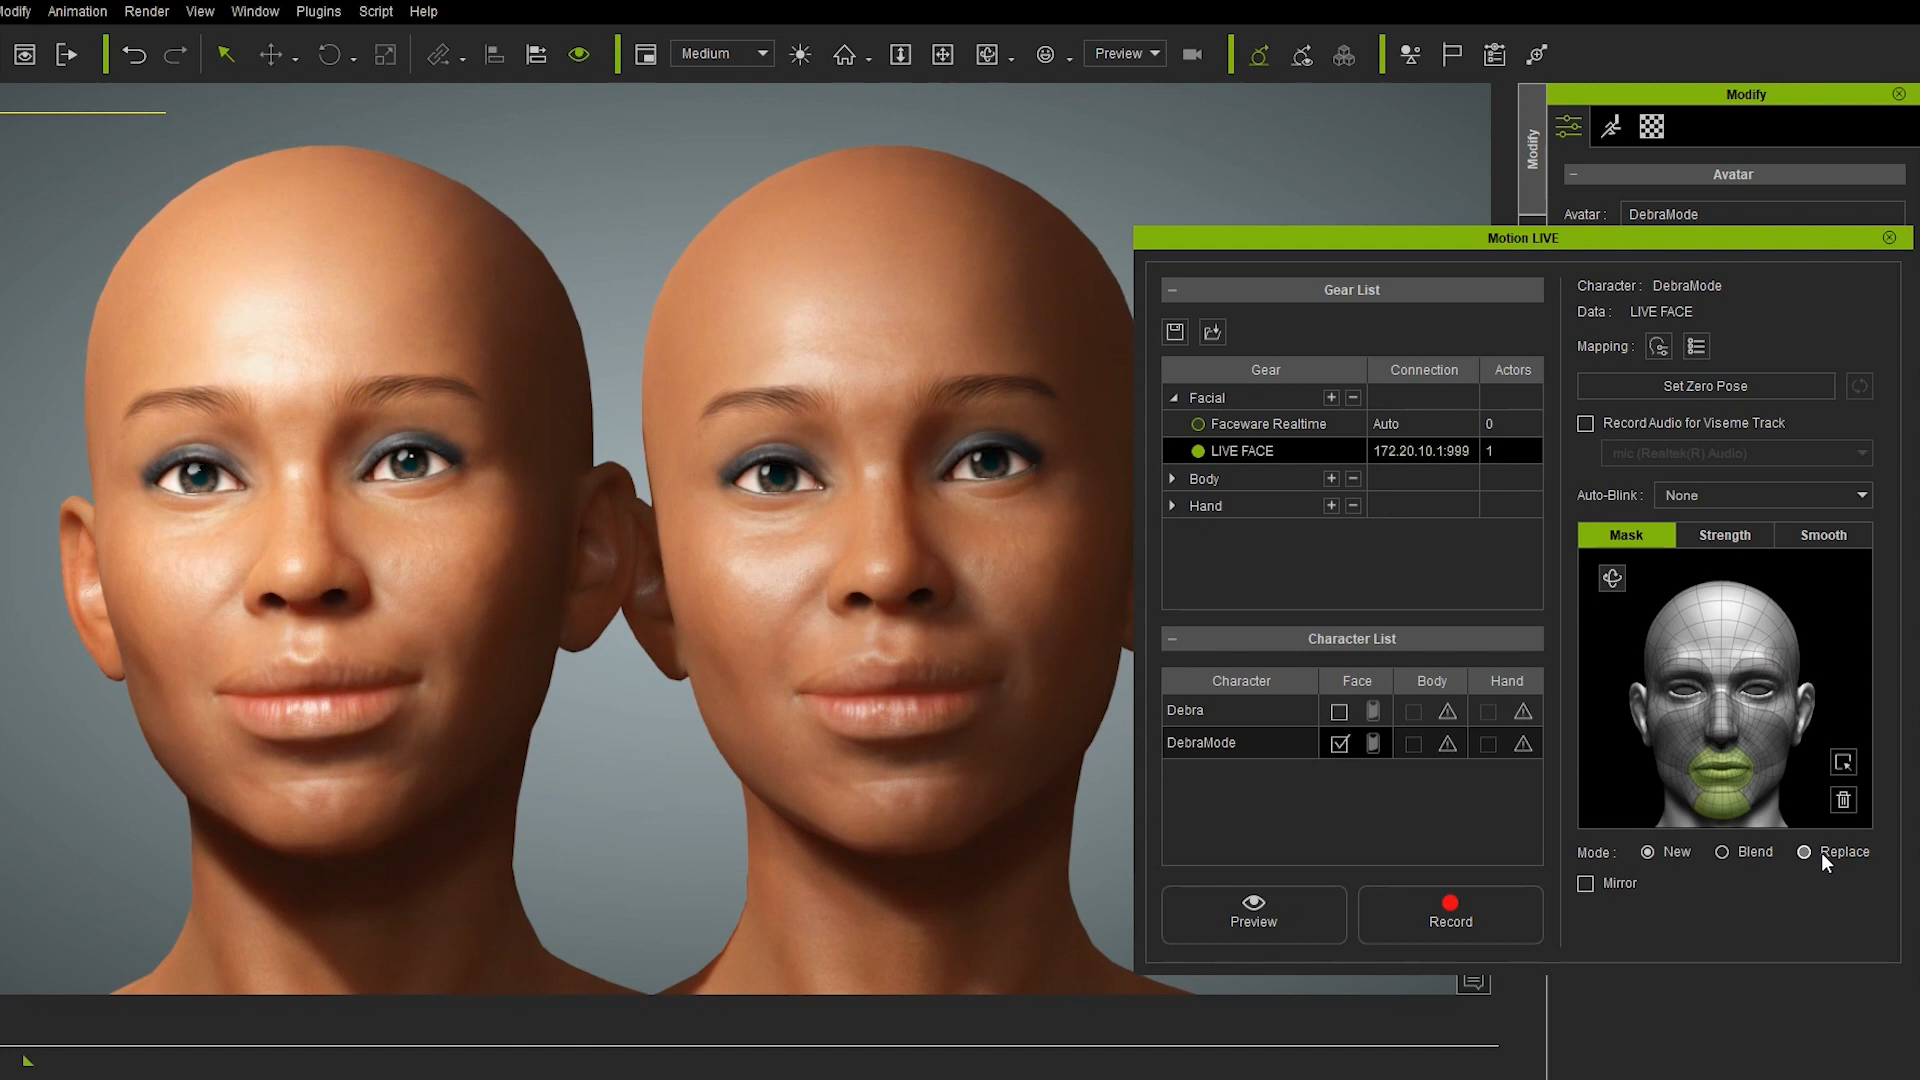 Modify Animation Render View Window Plugins Script Help
Medium
Preview
Modify
Modify
Avatar
Avatar : DebraMode
Motion LIVE
Gear List
Gear Connection Actors
Facial
Faceware Realtime Auto 0
LIVE FACE 172.20.10.1:999 1
Body
Hand
Character List
Character Face Body Hand
Debra
DebraMode
Preview
Record
Character : DebraMode
Data : LIVE FACE
Mapping :
Set Zero Pose
Record Audio for Viseme Track
mic (Realtek(R) Audio)
Auto-Blink : None
Mask Strength Smooth
Mode : New Blend Replace
Mirror